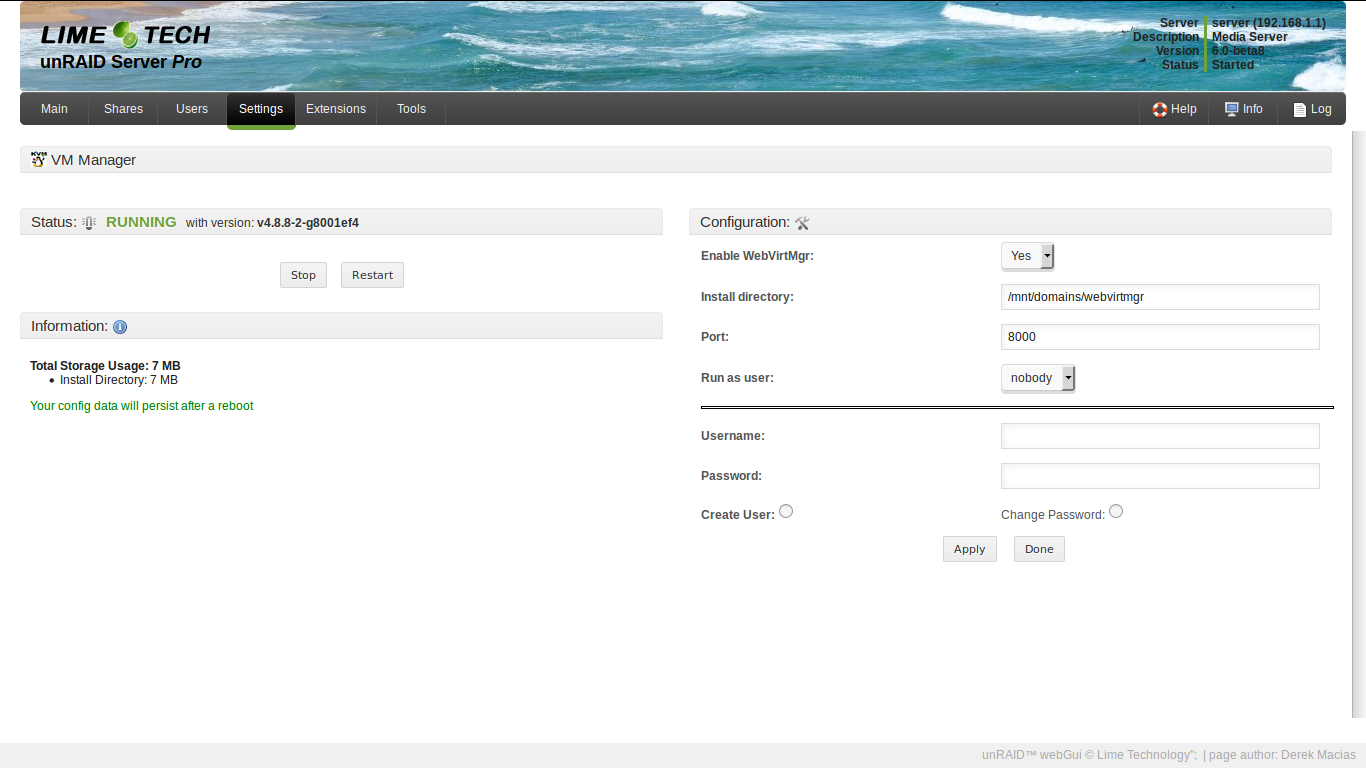 LIME TECH
unRAID Server Pro
Server server (192.168.1.1)
Description Media Server
Version 6.0-beta8
Status Started
Main Shares Users Settings Extensions Tools Help Info Log
KVM VM Manager
Status: RUNNING with version: v4.8.8-2-g8001ef4
Stop Restart
Information:
Total Storage Usage: 7 MB
• Install Directory: 7 MB
Your config data will persist after a reboot
Configuration:
Enable WebVirtMgr: Yes
Install directory: /mnt/domains/webvirtmgr
Port: 8000
Run as user: nobody
Username:
Password:
Create User: Change Password:
Apply Done
unRAID™ webGui © Lime Technology"; | page author: Derek Macias